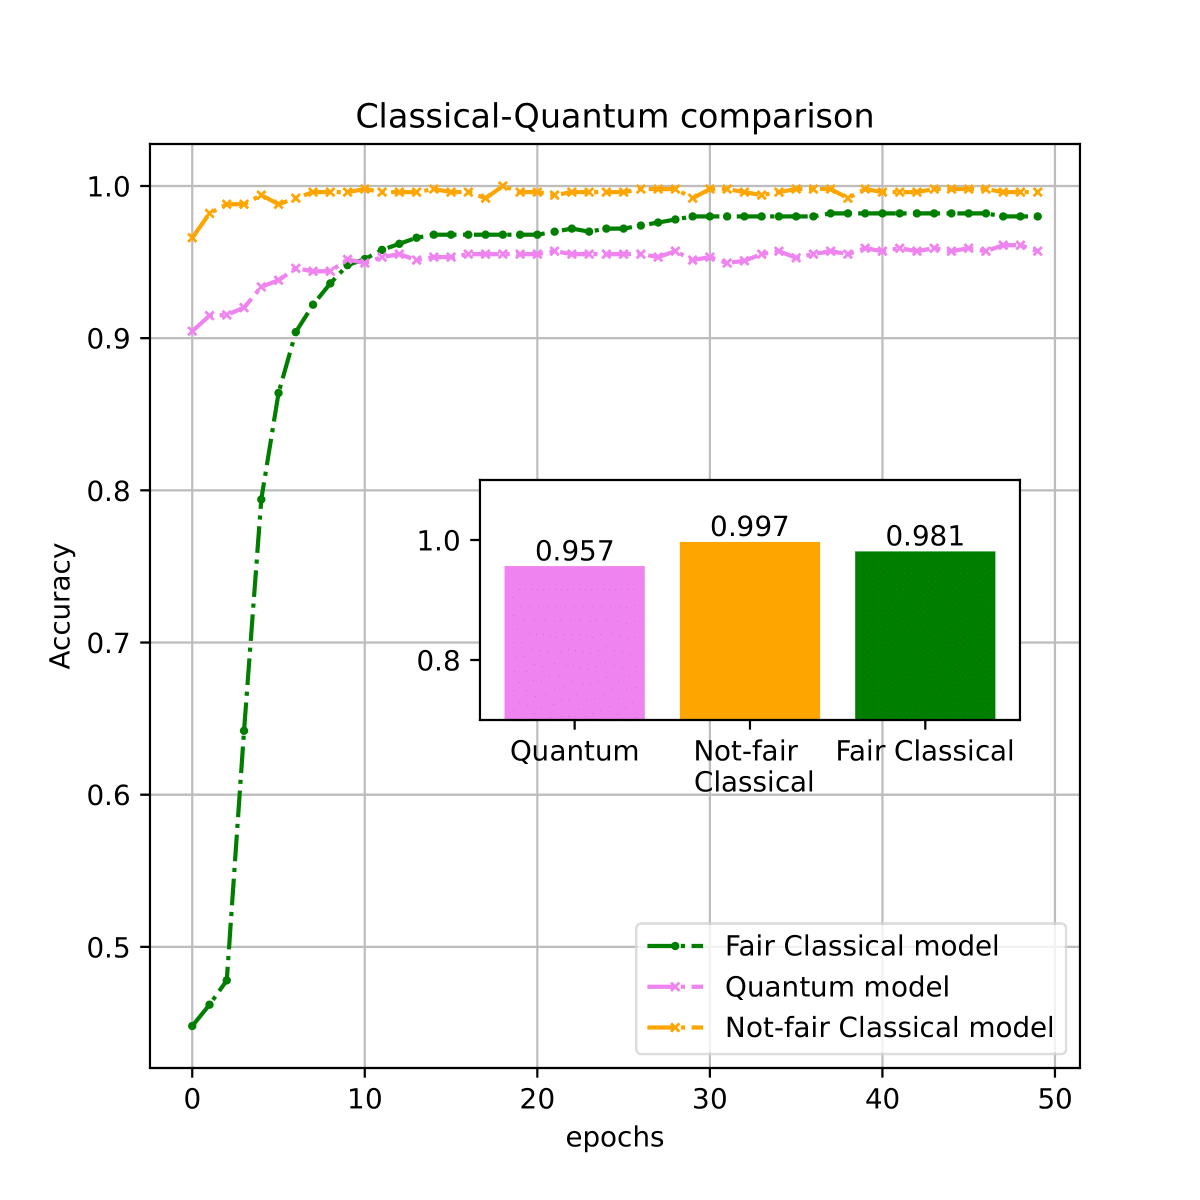 Classical-Quantum comparison
1.0
0.9
0.8
0.7
0.6
0.5
Accuracy
0
10
20
30
40
50
epochs
1.0
0.8
0.957
0.997
0.981
Quantum
Not-fair
Classical
Fair Classical
Fair Classical model
Quantum model
Not-fair Classical model